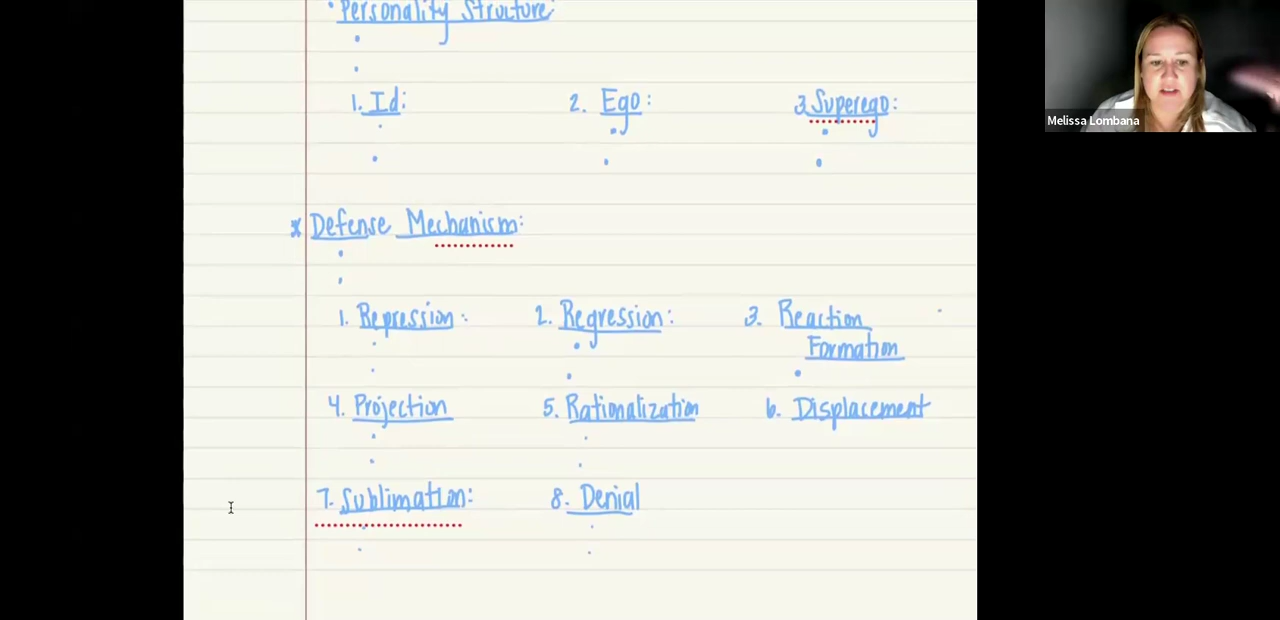 • Personality Structure
•
•
1. Id:
2. Ego:
3 Superego:
Melissa Lombana
* Defense Mechanism:
1. Repression:
2. Regression:
3. Reaction
Formation
4. Projection
5. Rationalization
6. Displacement
7. Sublimation:
8. Denial